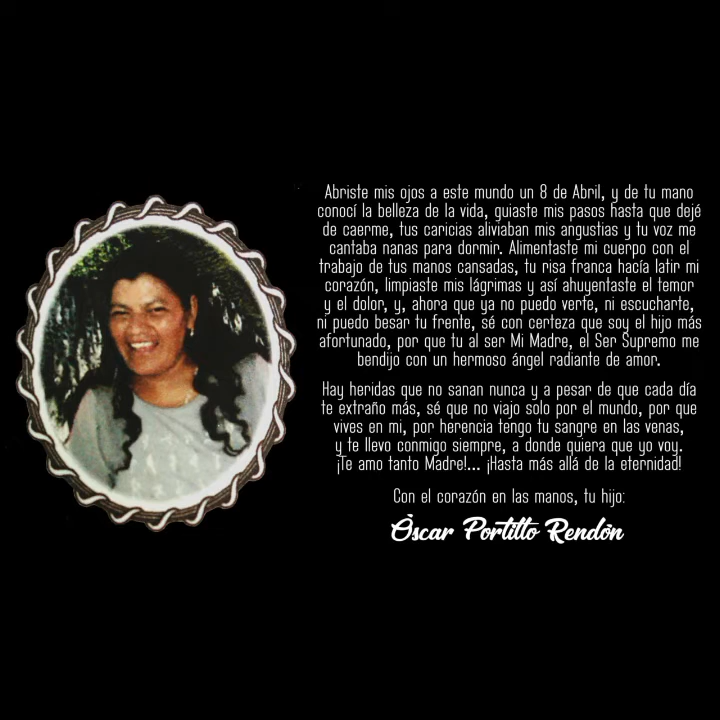 Abriste mis ojos a este mundo un 8 de Abril, y de tu mano
conocí la belleza de la vida, guiaste mis pasos hasta que dejé
de caerme, tus caricias aliviaban mis angustias y tu voz me
cantaba nanas para dormir. Alimentaste mi cuerpo con el
trabajo de tus manos cansadas, tu risa franca hacía latir mi
corazón, limpiaste mis lágrimas y así ahuyentaste el temor
y el dolor, y, ahora que ya no puedo verte, ni escucharte,
ni puedo besar tu frente, sé con certeza que soy el hijo más
afortunado, por que tu al ser Mi Madre, el Ser Supremo me
bendijo con un hermoso ángel radiante de amor.
Hay heridas que no sanan nunca y a pesar de que cada día
te extraño más, sé que no viajo solo por el mundo, por que
vives en mi, por herencia tengo tu sangre en las venas,
y te llevo conmigo siempre, a donde quiera que yo voy.
¡Te amo tanto Madre!... ¡Hasta más allá de la eternidad!
Con el corazón en las manos, tu hijo:
Óscar Portillo Rendón